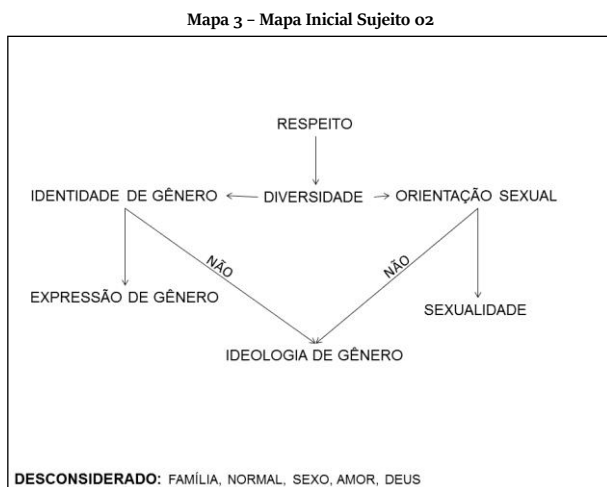 Mapa 3 – Mapa Inicial Sujeito 02
RESPEITO
IDENTIDADE DE GÊNERO DIVERSIDADE ORIENTAÇÃO SEXUAL
NÃO NÃO
EXPRESSÃO DE GÊNERO
SEXUALIDADE
IDEOLOGIA DE GÊNERO
DESCONSIDERADO: FAMÍLIA, NORMAL, SEXO, AMOR, DEUS